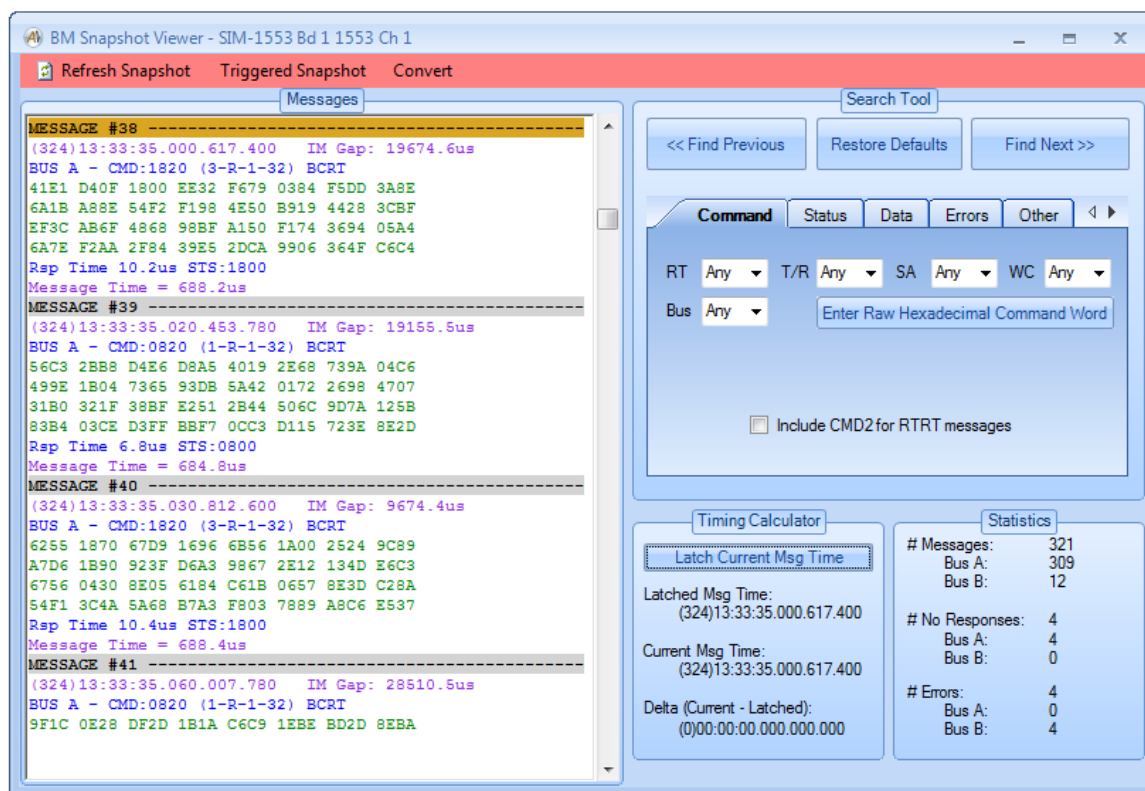 BM Snapshot Viewer - SIM-1553 Bd 1 1553 Ch 1
Refresh Snapshot Triggered Snapshot Convert
Messages
MESSAGE #38 --------------------------------------------
(324)13:33:35.000.617.400 IM Gap: 19674.6us
BUS A - CMD:1820 (3-R-1-32) BCRT
41E1 D40F 1800 EE32 F679 0384 F5DD 3A8E
6A1B A88E 54F2 F198 4E50 B919 4428 3CBF
EF3C AB6F 4868 98BF A150 F174 3694 05A4
6A7E F2AA 2F84 39E5 2DCA 9906 364F C6C4
Rsp Time 10.2us STS:1800
Message Time = 688.2us
MESSAGE #39 --------------------------------------------
(324)13:33:35.020.453.780 IM Gap: 19155.5us
BUS A - CMD:0820 (1-R-1-32) BCRT
56C3 2BB8 D4E6 D8A5 4019 2E68 739A 04C6
499E 1B04 7365 93DB 5A42 0172 2698 4707
31B0 321F 38BF E251 2B44 506C 9D7A 125B
83B4 03CE D3FF BBF7 0CC3 D115 723E 8E2D
Rsp Time 6.8us STS:0800
Message Time = 684.8us
MESSAGE #40 --------------------------------------------
(324)13:33:35.030.812.600 IM Gap: 9674.4us
BUS A - CMD:1820 (3-R-1-32) BCRT
6255 1870 67D9 1696 6B56 1A00 2524 9C89
A7D6 1B90 923F D6A3 9867 2E12 134D E6C3
6756 0430 8E05 6184 C61B 0657 8E3D C28A
54F1 3C4A 5A68 B7A3 F803 7889 A8C6 E537
Rsp Time 10.4us STS:1800
Message Time = 688.4us
MESSAGE #41 --------------------------------------------
(324)13:33:35.060.007.780 IM Gap: 28510.5us
BUS A - CMD:0820 (1-R-1-32) BCRT
9F1C 0E28 DF2D 1B1A C6C9 1EBE BD2D 8EBA
Search Tool
<< Find Previous
Restore Defaults
Find Next >>
Command Status Data Errors Other
RT Any T/R Any SA Any WC Any
Bus Any Enter Raw Hexadecimal Command Word
Include CMD2 for RTRT messages
Timing Calculator
Latch Current Msg Time
Latched Msg Time:
(324)13:33:35.000.617.400
Current Msg Time:
(324)13:33:35.000.617.400
Delta (Current - Latched):
(0)00:00:00.000.000.000
Statistics
# Messages: 321
Bus A: 309
Bus B: 12
# No Responses: 4
Bus A: 4
Bus B: 0
# Errors: 4
Bus A: 0
Bus B: 4